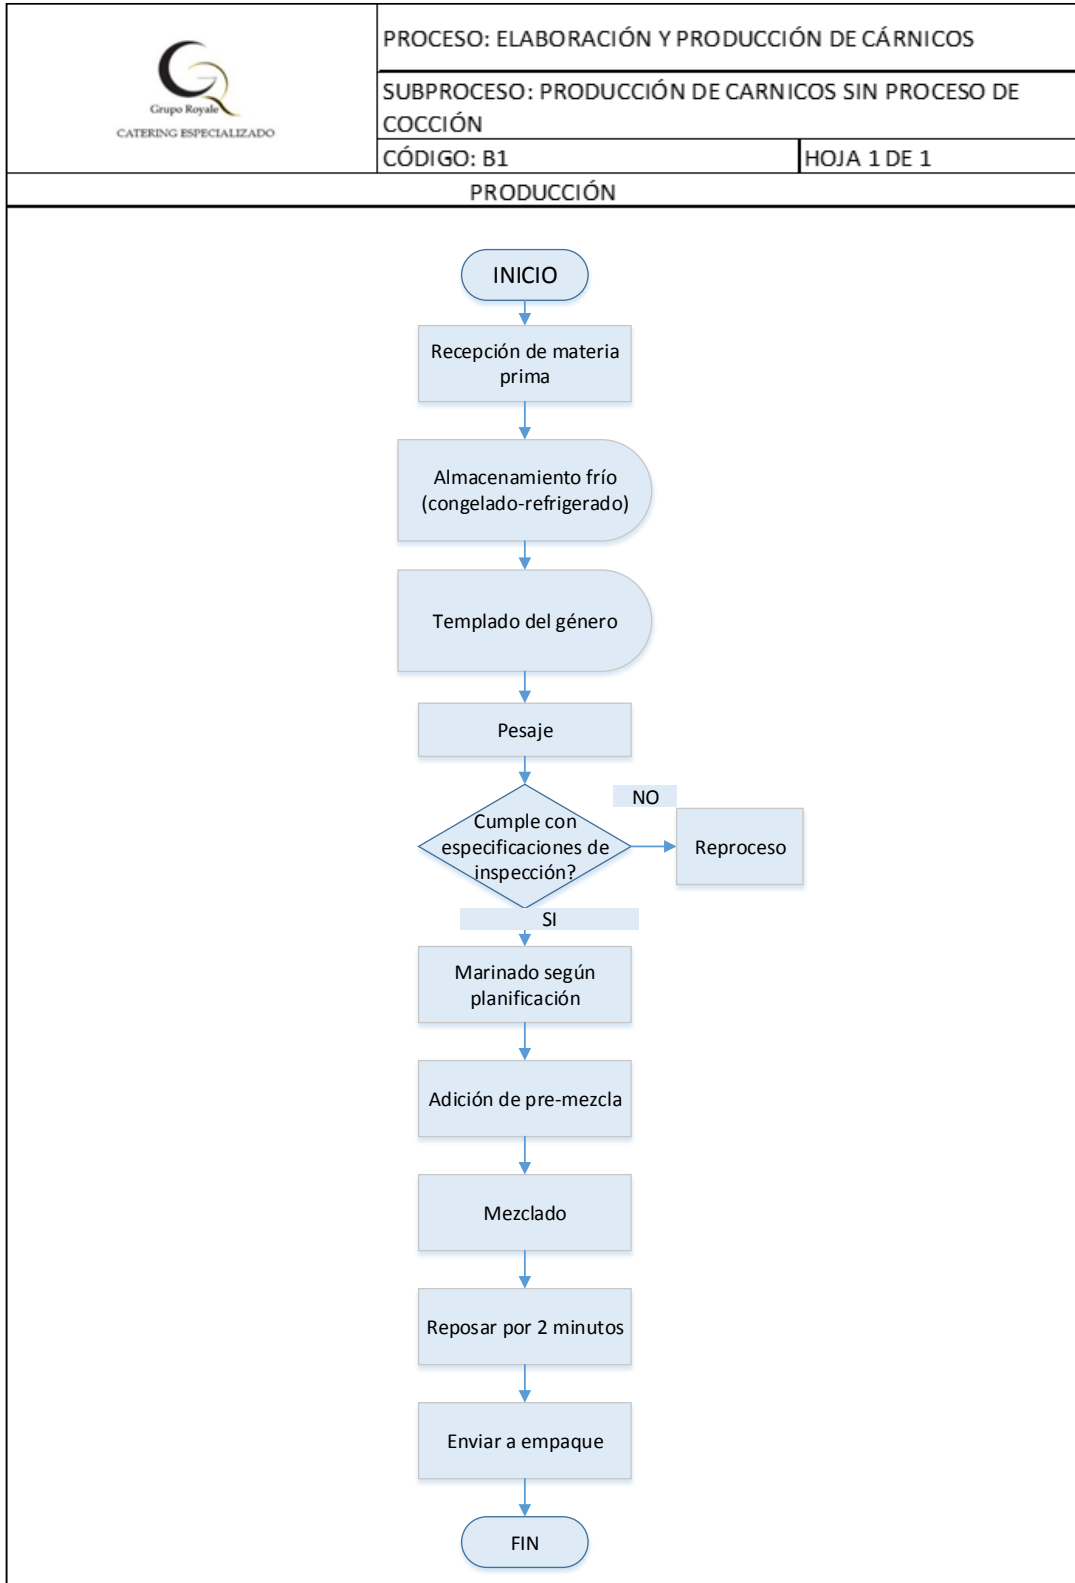 Grupo Royale
CATERING ESPECIALIZADO
PROCESO: ELABORACIÓN Y PRODUCCIÓN DE CÁRNICOS
SUBPROCESO: PRODUCCIÓN DE CARNICOS SIN PROCESO DE
COCCIÓN
CÓDIGO: B1
HOJA 1 DE 1
PRODUCCIÓN
INICIO
Recepción de materia
prima
Almacenamiento frío
(congelado-refrigerado)
Templado del género
Pesaje
Cumple con
especificaciones de
inspección?
NO
Reproceso
SI
Marinado según
planificación
Adición de pre-mezcla
Mezclado
Reposar por 2 minutos
Enviar a empaque
FIN